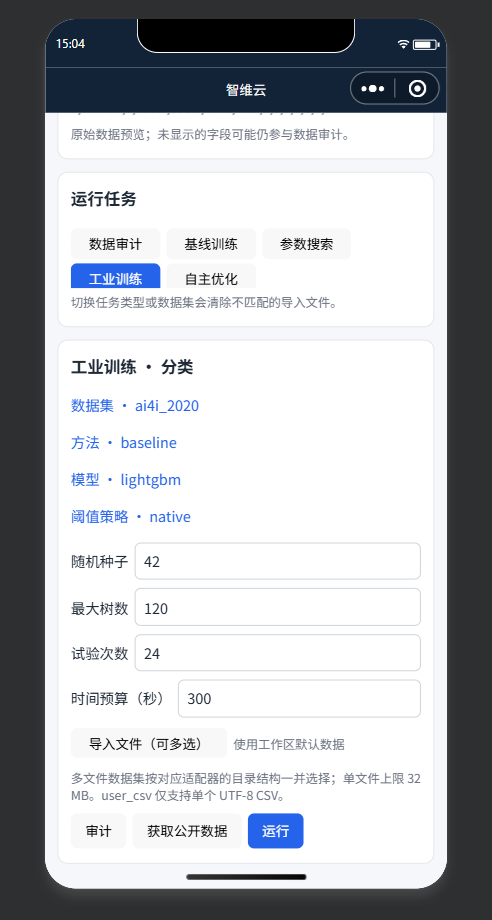 15:04
智维云
原始数据预览；未显示的字段可能仍参与数据审计。
运行任务
数据审计 基线训练 参数搜索
工业训练 自主优化
切换任务类型或数据集会清除不匹配的导入文件。
工业训练 · 分类
数据集 · ai4i_2020
方法 · baseline
模型 · lightgbm
阈值策略 · native
随机种子 42
最大树数 120
试验次数 24
时间预算（秒） 300
导入文件（可多选） 使用工作区默认数据
多文件数据集按对应适配器的目录结构一并选择；单文件上限 32
MB。user_csv 仅支持单个 UTF-8 CSV。
审计 获取公开数据 运行